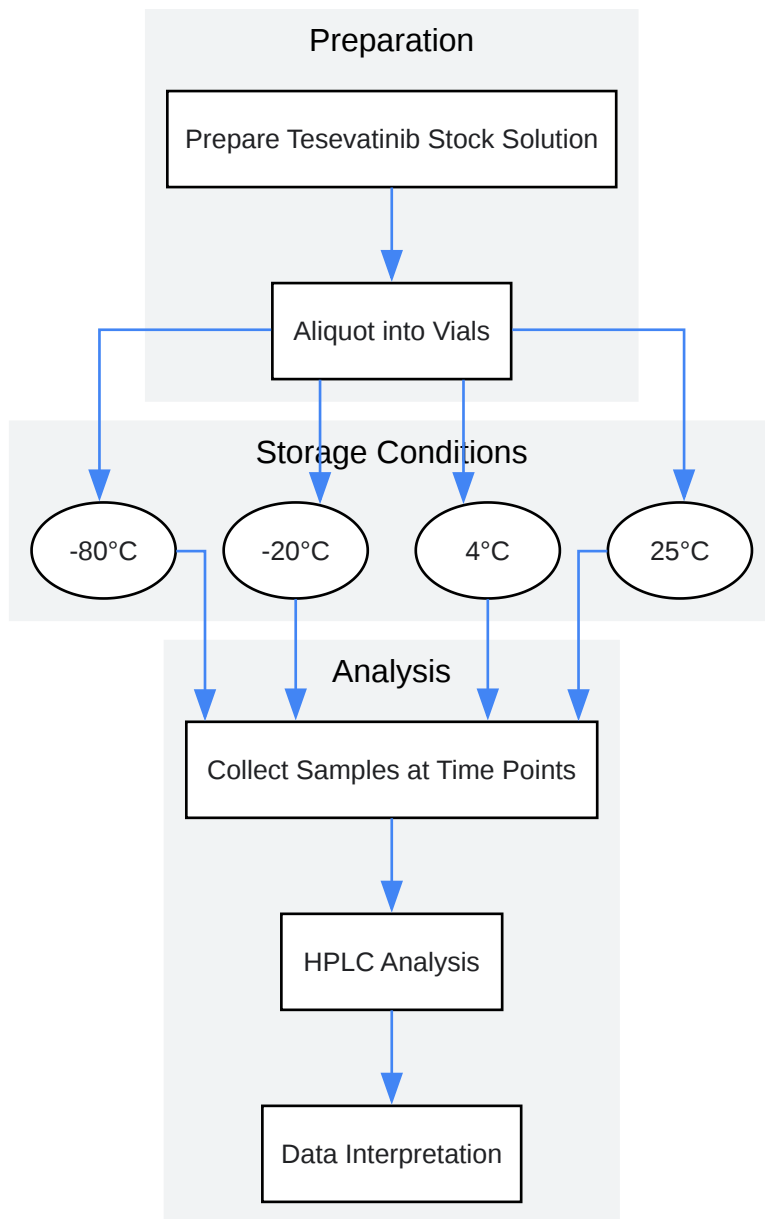 Preparation
Prepare Tesevatinib Stock Solution
Aliquot into Vials
Storage Conditions
-80°C
-20°C
4°C
25°C
Analysis
Collect Samples at Time Points
HPLC Analysis
Data Interpretation